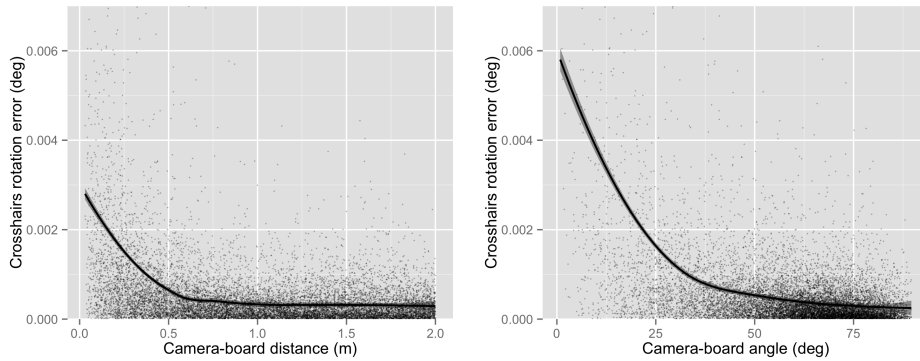 Crosshairs rotation error (deg)
0.006
0.004
0.002
0.000
0.0 0.5 1.0 1.5 2.0
Camera-board distance (m)
Crosshairs rotation error (deg)
0.006
0.004
0.002
0.000
0 25 50 75
Camera-board angle (deg)